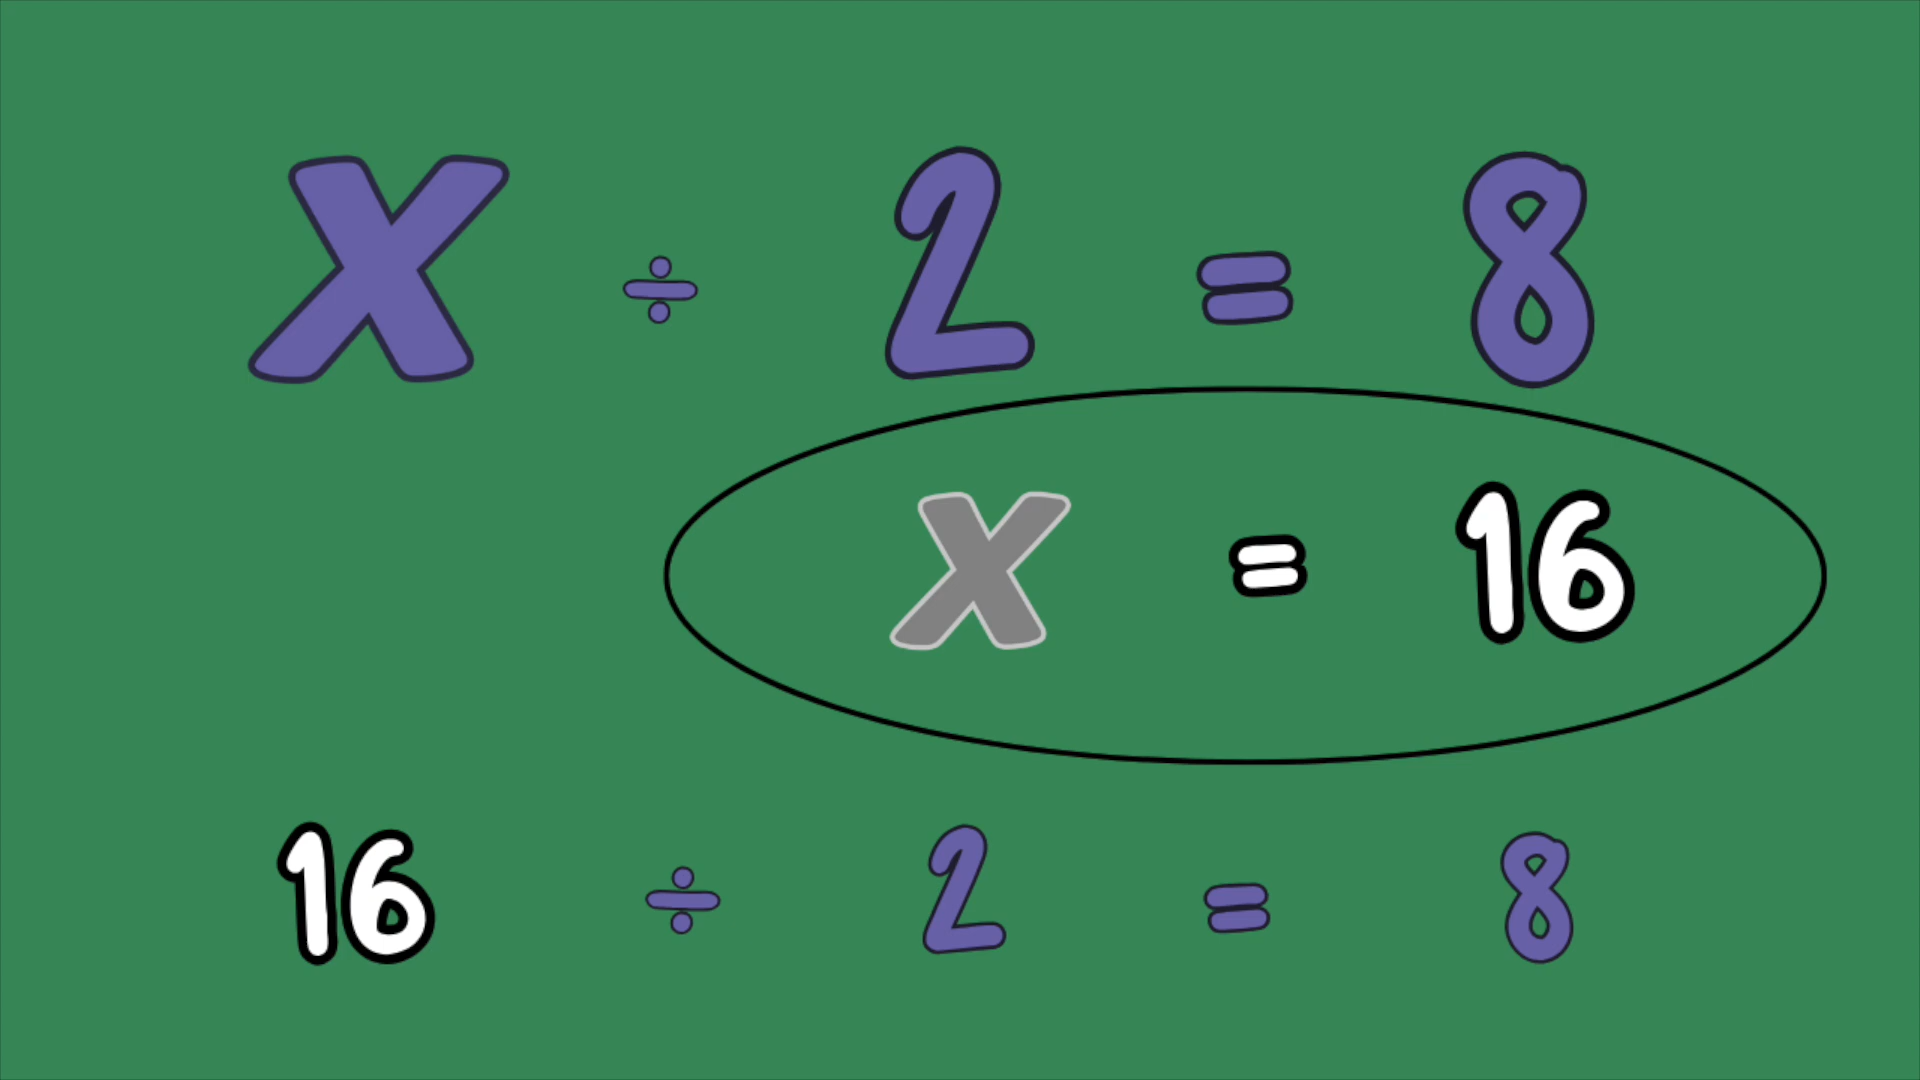 X ÷ 2 = 8
X = 16
16 ÷ 2 = 8